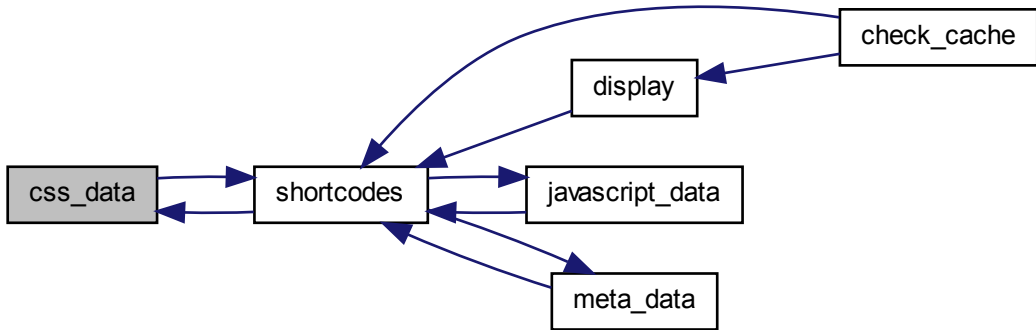 check_cache
display
css_data
shortcodes
javascript_data
meta_data